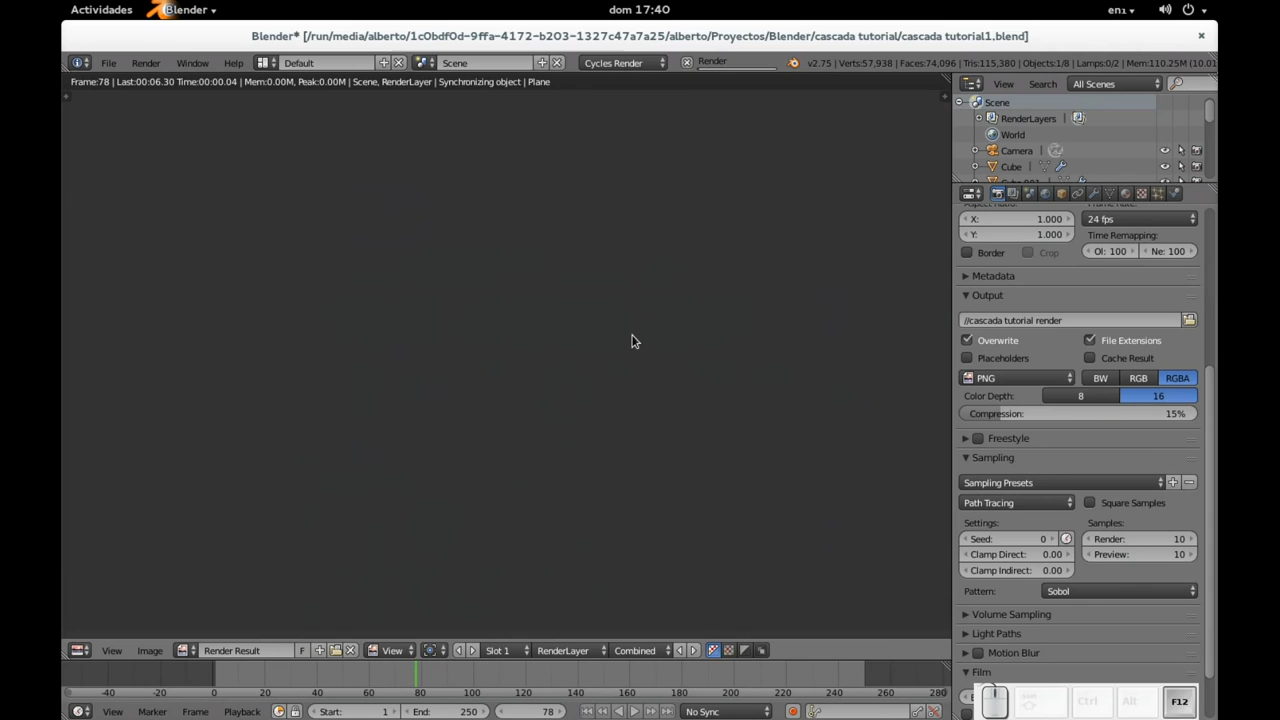 Actividades Blender dom 17:40 en1
Blender* [/run/media/alberto/1c0bdf0d-9ffa-4172-b203-1327c47a7a25/alberto/Proyectos/Blender/cascada tutorial/cascada tutorial1.blend]
File Render Window Help Default Scene Cycles Render Render v2.75 | Verts:57,938 | Faces:74,096 | Tris:115,380 | Objects:1/8 | Lamps:0/2 | Mem:110.25M (10.01
Frame:78 | Last:00:06.30 Time:00:00.04 | Mem:0.00M, Peak:0.00M | Scene, RenderLayer | Synchronizing object | Plane
View Search All Scenes
Scene
RenderLayers |
World
Camera |
Cube |
X: 1.000 24 fps
Y: 1.000 Time Remapping:
Border Crop Ol: 100 Ne: 100
Metadata
Output
//cascada tutorial render
Overwrite File Extensions
Placeholders Cache Result
PNG BW RGB RGBA
Color Depth: 8 16
Compression: 15%
Freestyle
Sampling
Sampling Presets
Path Tracing Square Samples
Settings: Samples:
Seed: 0 Render: 10
Clamp Direct: 0.00 Preview: 10
Clamp Indirect: 0.00
Pattern: Sobol
Volume Sampling
Light Paths
Motion Blur
Film
View Image Render Result F View Slot 1 RenderLayer Combined
-40 -20 0 20 40 60 80 100 120 140 160 180 200 220 240 260 280
View Marker Frame Playback Start: 1 End: 250 78 No Sync
Ctrl Alt F12